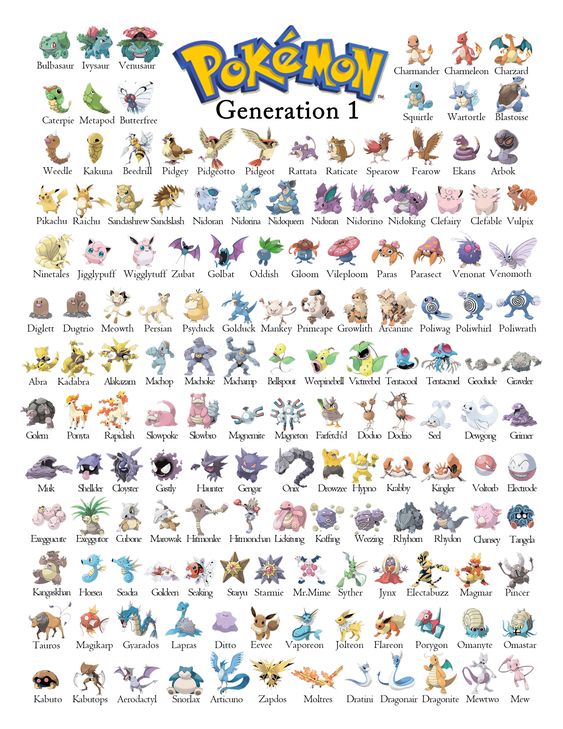 POKéMON
TM
Generation 1
Bulbasaur Ivysaur Venusaur
Charmander Charmeleon Charzard
Caterpie Metapod Butterfree
Squirtle Wartortle Blastoise
Weedle Kakuna Beedrill Pidgey Pidgeotto Pidgeot Rattata Raticate Spearow Fearow Ekans Arbok
Pikachu Raichu Sandashrew Sandslash Nidoran Nidorina Nidoqueen Nidoran Nidorino Nidoking Clefairy Clefable Vulpix
Ninetales Jigglypuff Wigglytuff Zubat Golbat Oddish Gloom Vileploom Paras Parasect Venonat Venomoth
Diglett Dugtrio Meowth Persian Psyduck Golduck Mankey Primeape Growlith Arcanine Poliwag Poliwhirl Poliwrath
Abra Kadabra Alakazam Machop Machoke Machamp Bellspout Weepinebell Victreebel Tentacool Tentacruel Geodude Graveler
Golem Ponyta Rapidash Slowpoke Slowbro Magnemite Magneton Farfetch'd Doduo Dodrio Seel Dewgong Grimer
Muk Shellder Cloyster Gastly Haunter Gengar Onix Drowzee Hypno Krabby Kingler Voltorb Electrode
Exeggucute Exeggutor Cubone Marowak Hitmonlee Hitmonchan Lickitung Koffing Weezing Rhyhorn Rhydon Chansey Tangela
Kangaskhan Horsea Seadra Goldeen Seaking Staryu Starmie Mr.Mime Syther Jynx Electabuzz Magmar Pincer
Tauros Magikarp Gyarados Lapras Ditto Eevee Vaporeon Jolteon Flareon Porygon Omanyte Omastar
Kabuto Kabutops Aerodactyl Snorlax Articuno Zapdos Moltres Dratini Dragonair Dragonite Mewtwo Mew